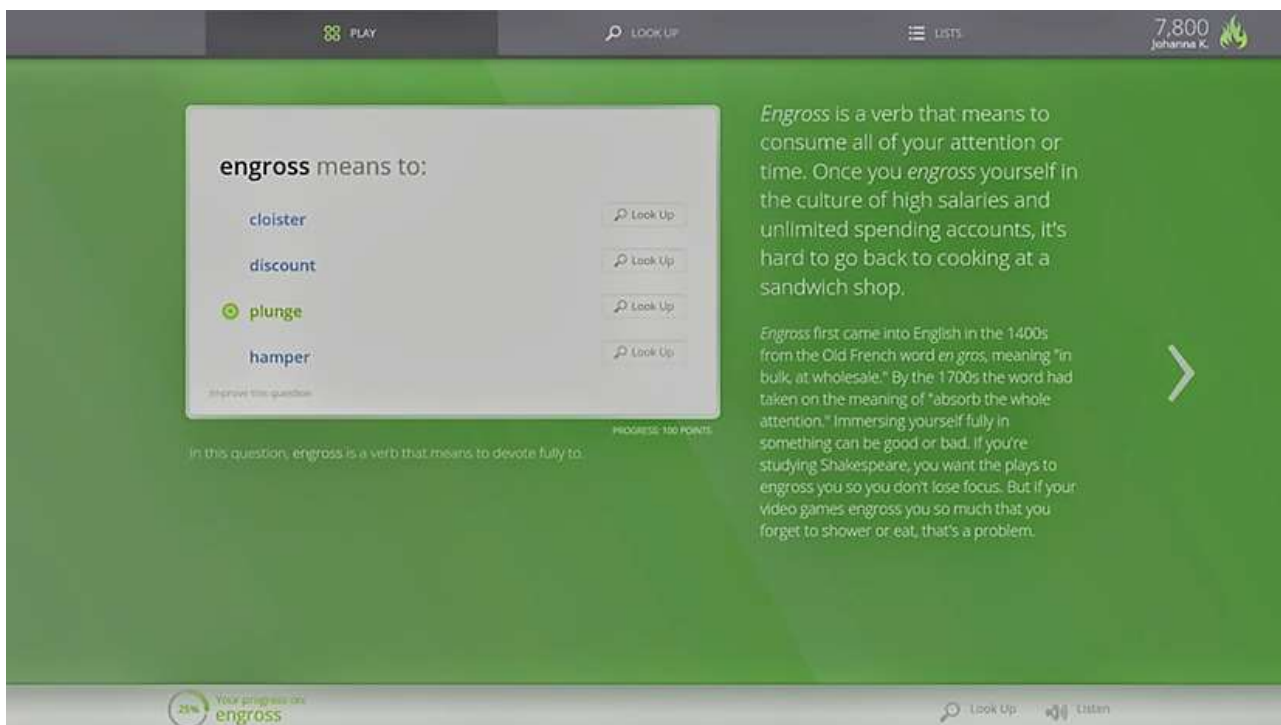 PLAY
LOOK UP
LISTS
7,800
Johanna K.
engross means to:
cloister
Look Up
discount
Look Up
plunge
Look Up
hamper
Look Up
Improve this question
PROGRESS: 100 POINTS
In this question, engross is a verb that means to devote fully to.
Engross is a verb that means to
consume all of your attention or
time. Once you engross yourself in
the culture of high salaries and
unlimited spending accounts, it's
hard to go back to cooking at a
sandwich shop.
Engross first came into English in the 1400s
from the Old French word en gros, meaning "in
bulk, at wholesale." By the 1700s the word had
taken on the meaning of "absorb the whole
attention." Immersing yourself fully in
something can be good or bad. If you're
studying Shakespeare, you want the plays to
engross you so you don't lose focus. But if your
video games engross you so much that you
forget to shower or eat, that's a problem.
25%
Your progress on:
engross
Look Up
Listen